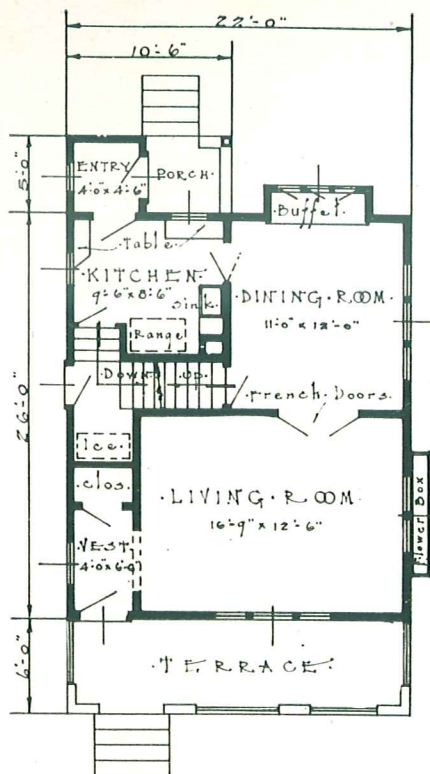 22'-0"
10'-6"
5'-0"
ENTRY
4'0"x4'-6"
PORCH
Buffet
Table
KITCHEN
9'-6"x8'-6"
Sink
Range
DINING·ROOM·
11'-0"x12'-0"
26'-0"
·Down·
·UP·
French·Doors·
Ice
·clos·
·LIVING·ROOM·
16'-9"x12'-6"
Flower Box
·VEST·
4'0"x6'-0"
6'-0"
·TERRACE·